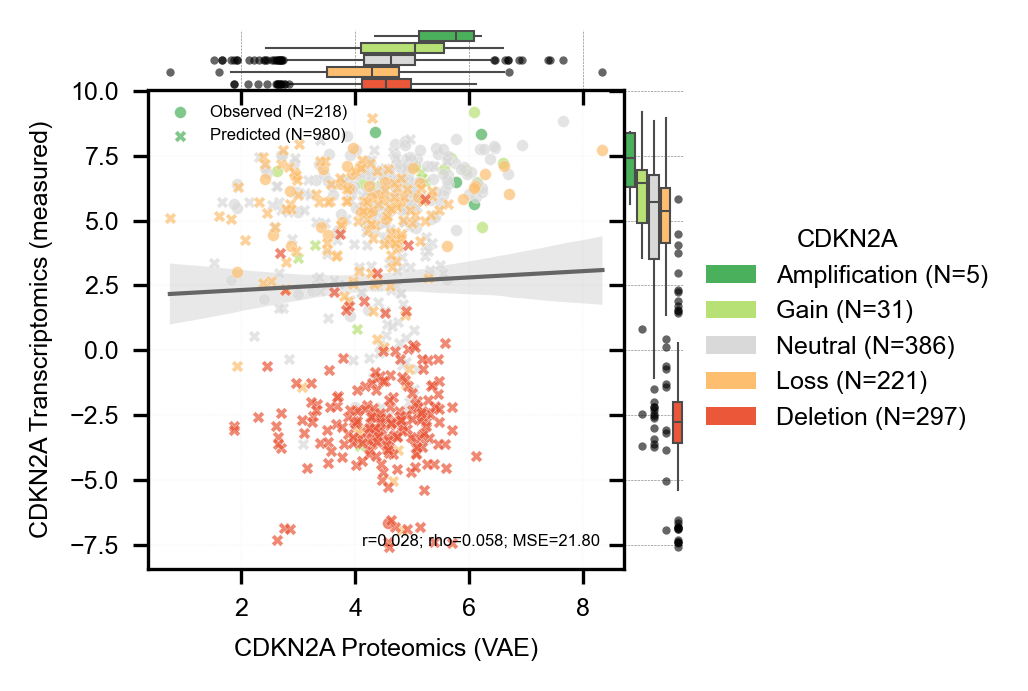 10.0
7.5
5.0
2.5
0.0
−2.5
−5.0
−7.5
CDKN2A Transcriptomics (measured)
Observed (N=218)
Predicted (N=980)
r=0.028; rho=0.058; MSE=21.80
2 4 6 8
CDKN2A Proteomics (VAE)
CDKN2A
Amplification (N=5)
Gain (N=31)
Neutral (N=386)
Loss (N=221)
Deletion (N=297)